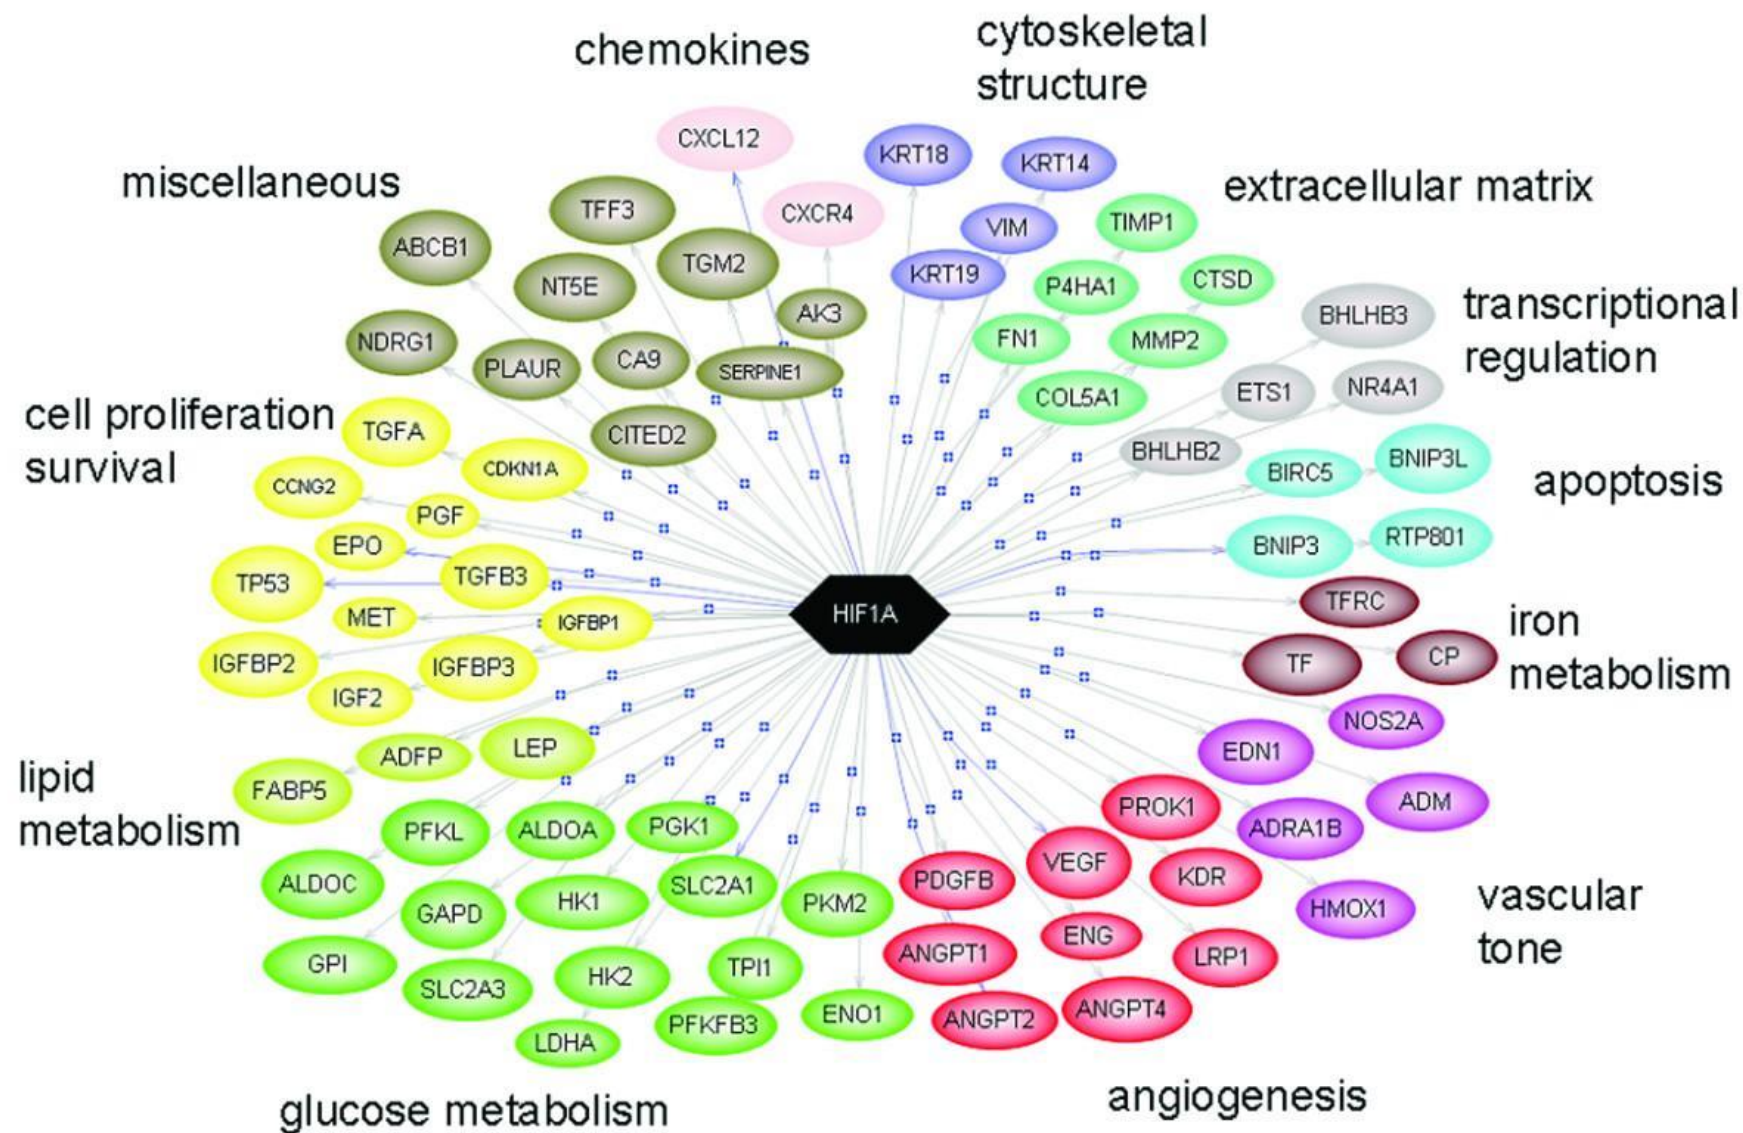 chemokines
cytoskeletal
structure
CXCL12
KRT18
KRT14
miscellaneous
extracellular matrix
TFF3
CXCR4
VIM
TIMP1
ABCB1
TGM2
KRT19
NT5E
P4HA1
CTSD
AK3
BHLHB3
transcriptional
regulation
NDRG1
PLAUR
CA9
SERPINE1
FN1
MMP2
ETS1
NR4A1
COL5A1
cell proliferation
survival
TGFA
CITED2
BHLHB2
CDKN1A
BIRC5
BNIP3L
apoptosis
CCNG2
PGF
EPO
BNIP3
RTP801
TP53
TGFB3
MET
IGFBP1
HIF1A
TFRC
iron
metabolism
IGFBP2
IGFBP3
TF
CP
IGF2
NOS2A
ADFP
LEP
EDN1
lipid
metabolism
FABP5
PROK1
ADM
PFKL
ALDOA
PGK1
ADRA1B
ALDOC
SLC2A1
PDGFB
VEGF
KDR
GAPD
HK1
PKM2
HMOX1
vascular
tone
GPI
SLC2A3
HK2
TPI1
ANGPT1
ENG
LRP1
LDHA
PFKFB3
ENO1
ANGPT2
ANGPT4
glucose metabolism
angiogenesis